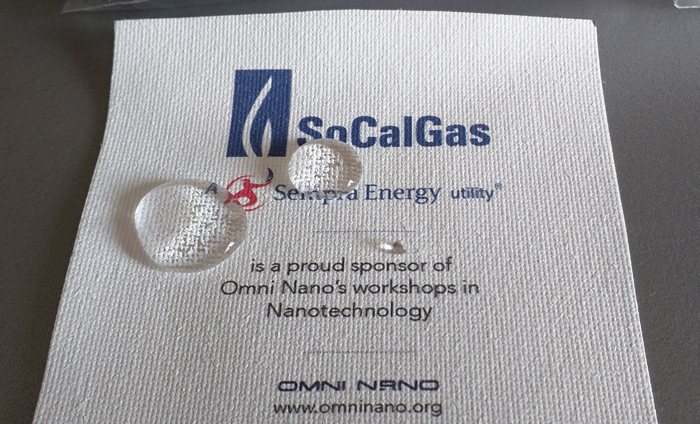 SoCalGas
A Sempra Energy utility®
is a proud sponsor of
Omni Nano's workshops in
Nanotechnology
OMNI NANO
www.omninano.org